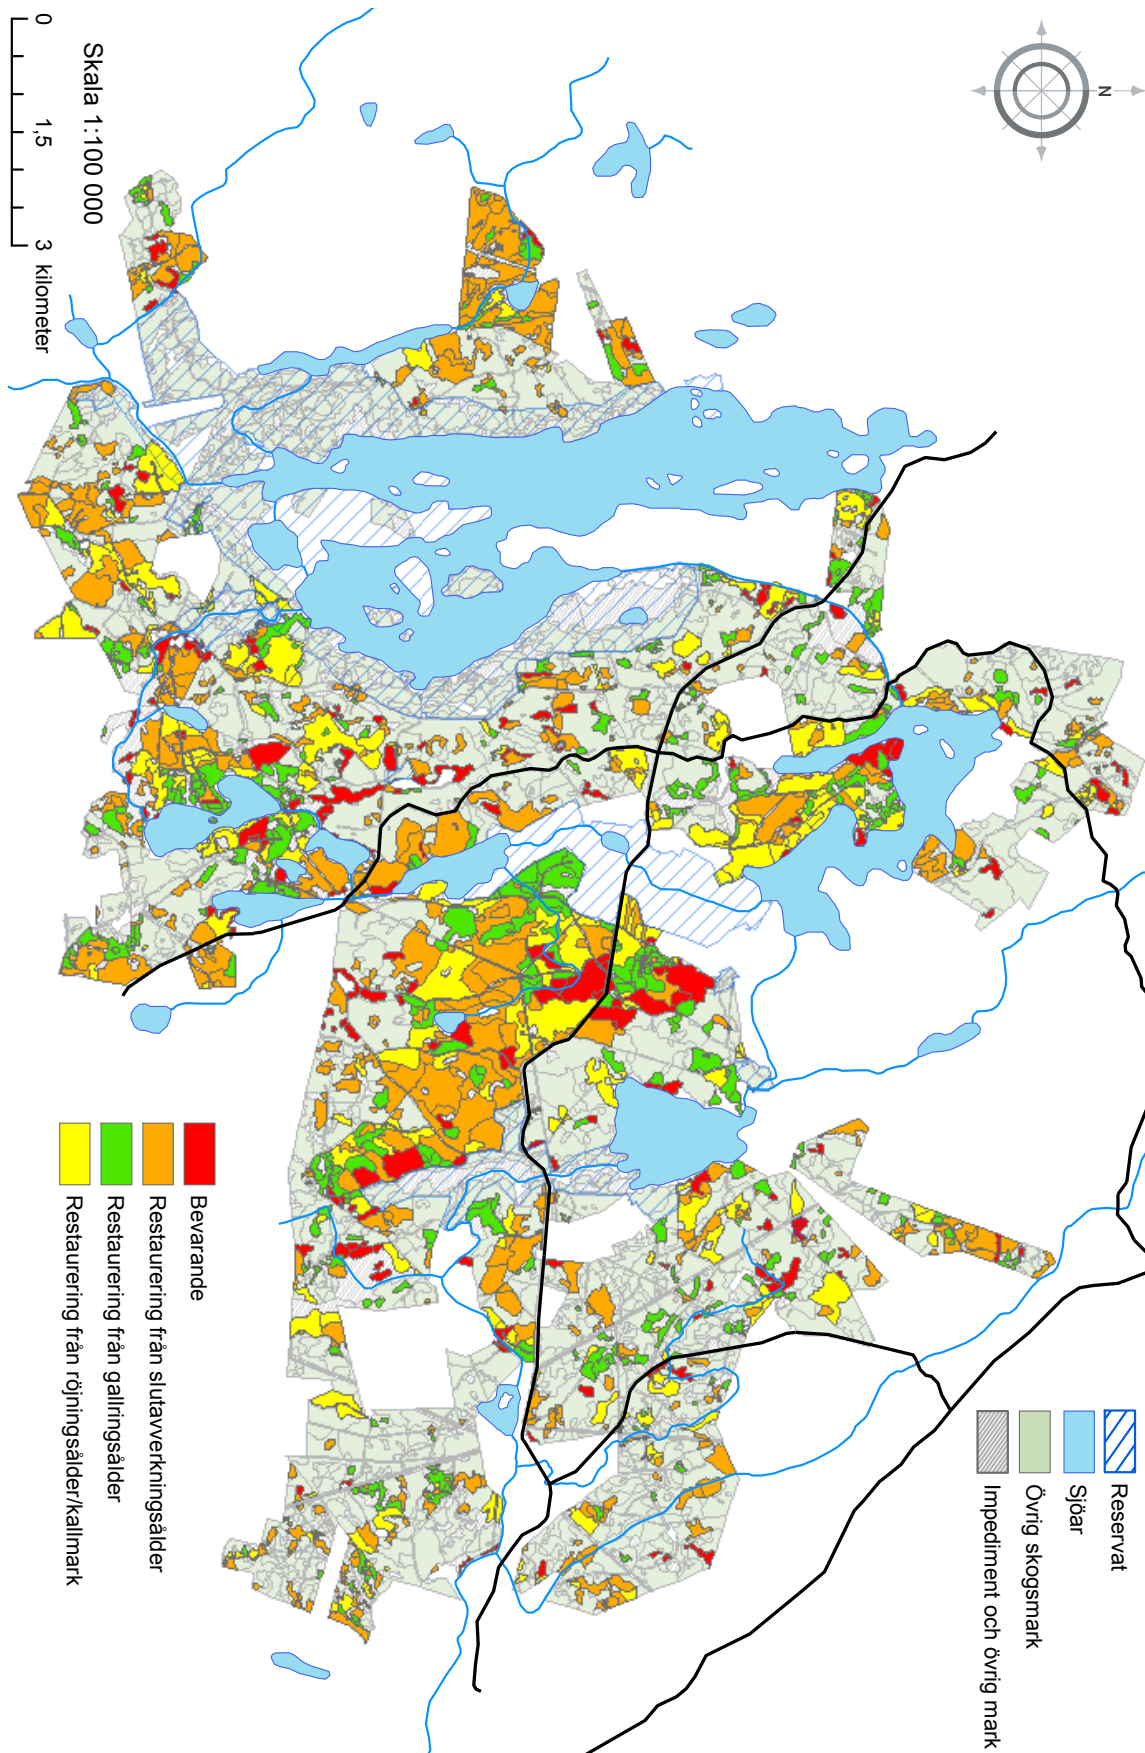 N
Reservat
Sjöar
Övrig skogsmark
Impediment och övrig mark
Bevarande
Restaurering från slutavverkningsålder
Restaurering från gallringsålder
Restaurering från röjningsålder/kallmark
Skala 1:100 000
0 1,5 3 kilometer